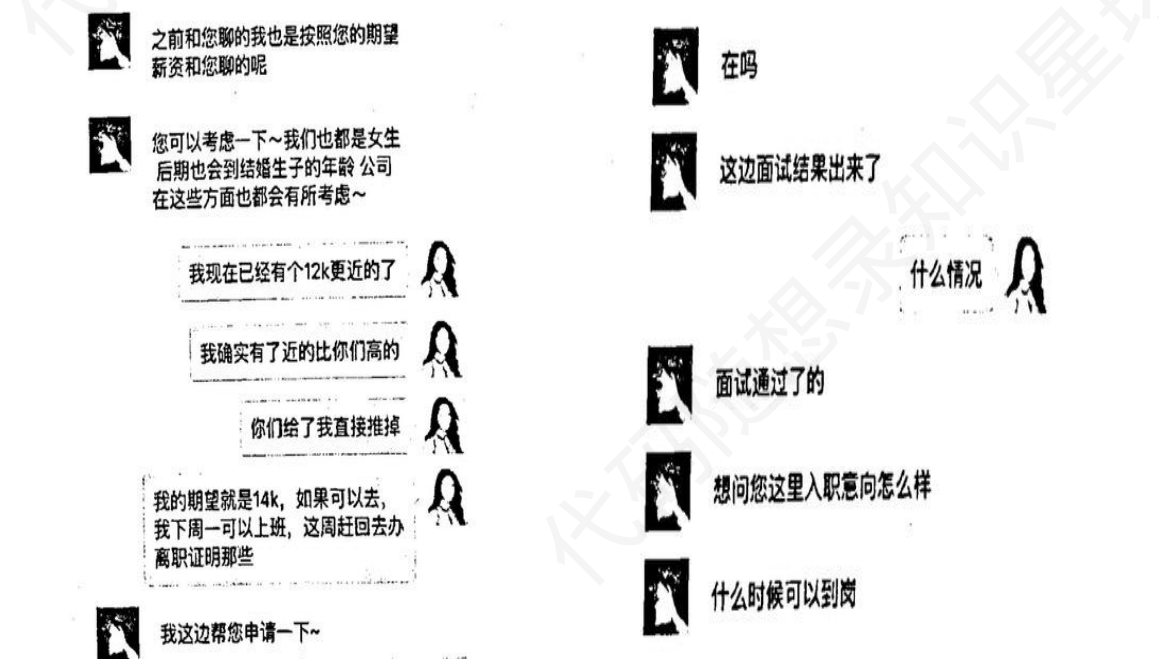 之前和您聊的我也是按照您的期望
薪资和您聊的呢
您可以考虑一下~我们也都是女生
后期也会到结婚生子的年龄 公司
在这些方面也都会有所考虑~
我现在已经有个12k更近的了
我确实有了近的比你们高的
你们给了我直接推掉
我的期望就是14k，如果可以去，
我下周一可以上班，这周赶回去办
离职证明那些
我这边帮您申请一下~
在吗
这边面试结果出来了
什么情况
面试通过了的
想问您这里入职意向怎么样
什么时候可以到岗
代码随想录知识星球